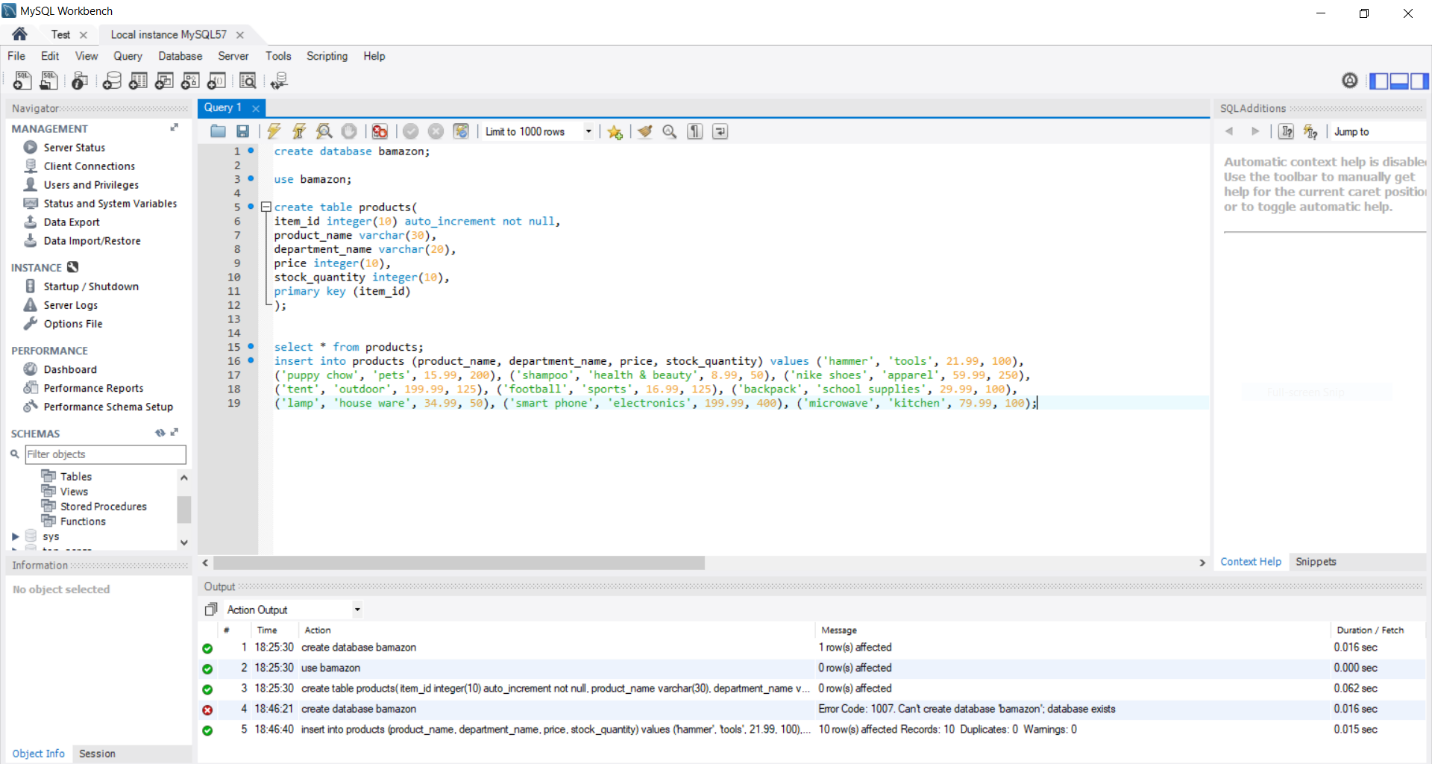 MySQL Workbench
Test
Local instance MySQL57
File Edit View Query Database Server Tools Scripting Help
Navigator
MANAGEMENT
Server Status
Client Connections
Users and Privileges
Status and System Variables
Data Export
Data Import/Restore
INSTANCE
Startup / Shutdown
Server Logs
Options File
PERFORMANCE
Dashboard
Performance Reports
Performance Schema Setup
SCHEMAS
Filter objects
Tables
Views
Stored Procedures
Functions
sys
Information
No object selected
Object Info Session
Query 1
Limit to 1000 rows
1 create database bamazon;
2
3 use bamazon;
4
5 create table products(
6 item_id integer(10) auto_increment not null,
7 product_name varchar(30),
8 department_name varchar(20),
9 price integer(10),
10 stock_quantity integer(10),
11 primary key (item_id)
12 );
13
14
15 select * from products;
16 insert into products (product_name, department_name, price, stock_quantity) values ('hammer', 'tools', 21.99, 100),
17 ('puppy chow', 'pets', 15.99, 200), ('shampoo', 'health & beauty', 8.99, 50), ('nike shoes', 'apparel', 59.99, 250),
18 ('tent', 'outdoor', 199.99, 125), ('football', 'sports', 16.99, 125), ('backpack', 'school supplies', 29.99, 100),
19 ('lamp', 'house ware', 34.99, 50), ('smart phone', 'electronics', 199.99, 400), ('microwave', 'kitchen', 79.99, 100);
SQLAdditions
Jump to
Automatic context help is disable
Use the toolbar to manually get
help for the current caret positio
or to toggle automatic help.
Context Help Snippets
Output
Action Output
# Time Action Message Duration / Fetch
1 18:25:30 create database bamazon 1 row(s) affected 0.016 sec
2 18:25:30 use bamazon 0 row(s) affected 0.000 sec
3 18:25:30 create table products( item_id integer(10) auto_increment not null, product_name varchar(30), department_name v... 0 row(s) affected 0.062 sec
4 18:46:21 create database bamazon Error Code: 1007. Can't create database 'bamazon'; database exists 0.016 sec
5 18:46:40 insert into products (product_name, department_name, price, stock_quantity) values ('hammer', 'tools', 21.99, 100),... 10 row(s) affected Records: 10 Duplicates: 0 Warnings: 0 0.015 sec